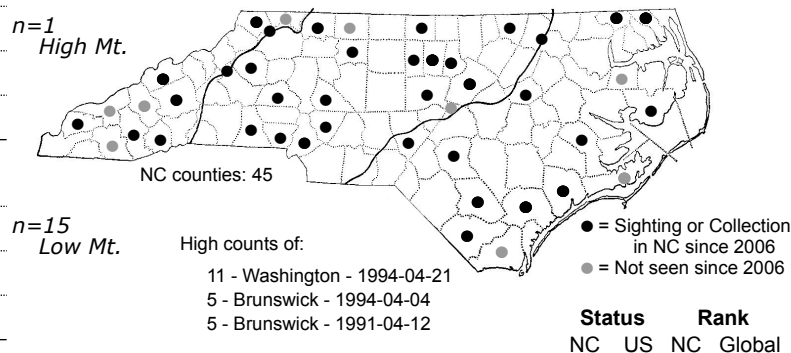 n=1
High Mt.
NC counties: 45
n=15
Low Mt.
High counts of:
11 - Washington - 1994-04-21
5 - Brunswick - 1994-04-04
5 - Brunswick - 1991-04-12
= Sighting or Collection
in NC since 2006
= Not seen since 2006
Status Rank
NC US NC Global